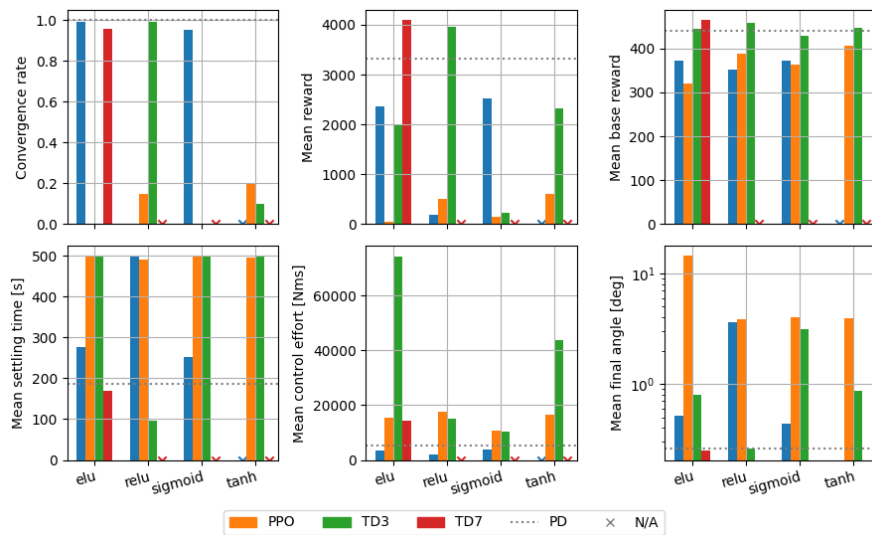 Convergence rate
1.0
0.8
0.6
0.4
0.2
0.0
Mean reward
4000
3000
2000
1000
0
Mean base reward
400
300
200
100
0
Mean settling time [s]
500
400
300
200
100
0
elu relu sigmoid tanh
Mean control effort [Nms]
60000
40000
20000
0
elu relu sigmoid tanh
Mean final angle [deg]
10¹
10⁰
elu relu sigmoid tanh
PPO TD3 TD7 PD N/A